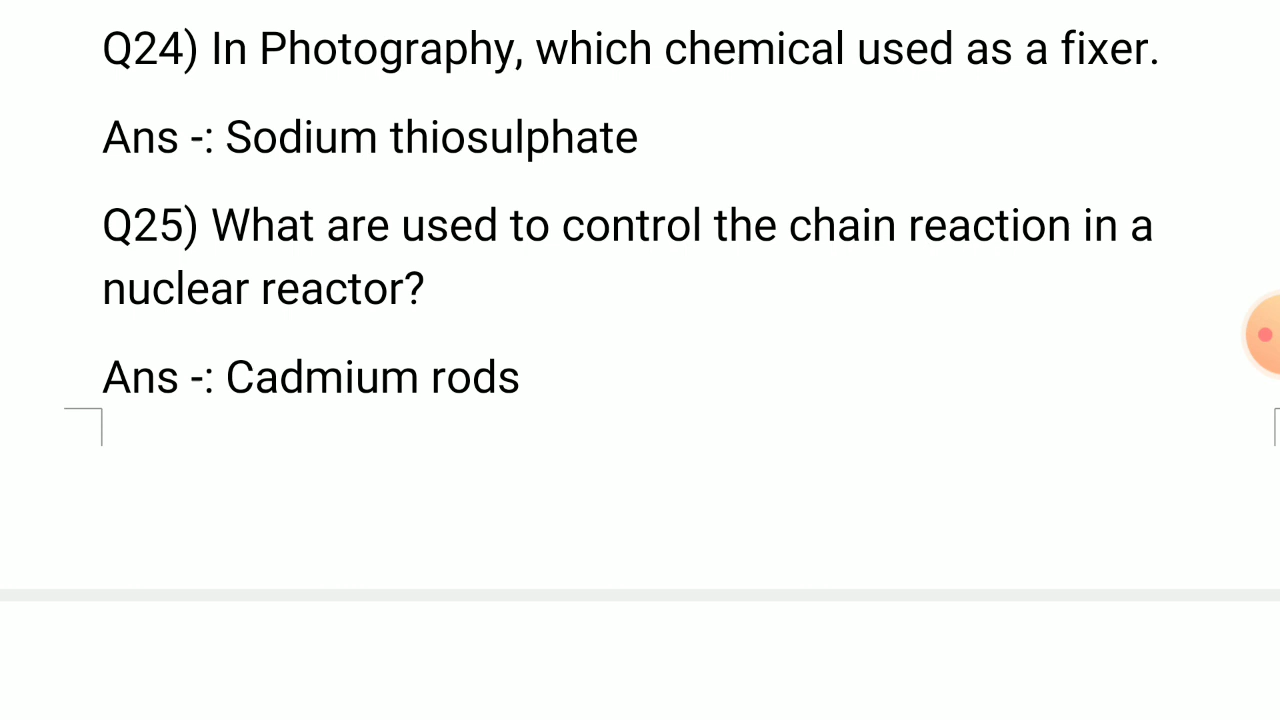 Q24) In Photography, which chemical used as a fixer.
Ans -: Sodium thiosulphate
Q25) What are used to control the chain reaction in a
nuclear reactor?
Ans -: Cadmium rods